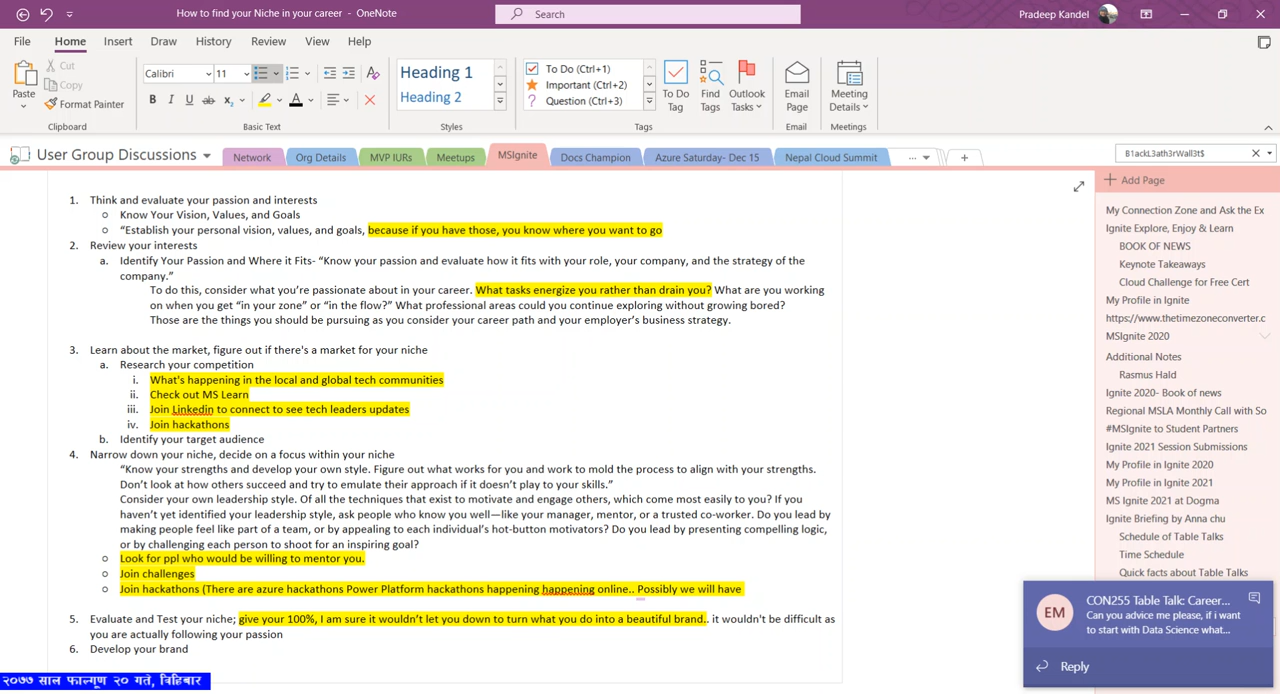 How to find your Niche in your career - OneNote
Search
Pradeep Kandel
File Home Insert Draw History Review View Help
Paste
Cut
Copy
Format Painter
Clipboard
Calibri 11
B I U ab x₂ A
Basic Text
Heading 1
Heading 2
Styles
To Do (Ctrl+1)
Important (Ctrl+2)
Question (Ctrl+3)
To Do Tag
Find Tags
Outlook Tasks
Tags
Email Page
Email
Meeting Details
Meetings
User Group Discussions
Network Org Details MVP IURs Meetups MSIgnite Docs Champion Azure Saturday- Dec 15 Nepal Cloud Summit ... +
B1ackL3ath3rWall3t$
1. Think and evaluate your passion and interests
o Know Your Vision, Values, and Goals
o “Establish your personal vision, values, and goals, because if you have those, you know where you want to go
2. Review your interests
a. Identify Your Passion and Where it Fits- “Know your passion and evaluate how it fits with your role, your company, and the strategy of the
company.”
To do this, consider what you’re passionate about in your career. What tasks energize you rather than drain you? What are you working
on when you get “in your zone” or “in the flow?” What professional areas could you continue exploring without growing bored?
Those are the things you should be pursuing as you consider your career path and your employer’s business strategy.
3. Learn about the market, figure out if there's a market for your niche
a. Research your competition
i. What's happening in the local and global tech communities
ii. Check out MS Learn
iii. Join Linkedin to connect to see tech leaders updates
iv. Join hackathons
b. Identify your target audience
4. Narrow down your niche, decide on a focus within your niche
“Know your strengths and develop your own style. Figure out what works for you and work to mold the process to align with your strengths.
Don’t look at how others succeed and try to emulate their approach if it doesn’t play to your skills.”
Consider your own leadership style. Of all the techniques that exist to motivate and engage others, which come most easily to you? If you
haven’t yet identified your leadership style, ask people who know you well—like your manager, mentor, or a trusted co-worker. Do you lead by
making people feel like part of a team, or by appealing to each individual’s hot-button motivators? Do you lead by presenting compelling logic,
or by challenging each person to shoot for an inspiring goal?
o Look for ppl who would be willing to mentor you.
o Join challenges
o Join hackathons (There are azure hackathons Power Platform hackathons happening happening online.. Possibly we will have
5. Evaluate and Test your niche; give your 100%, I am sure it wouldn’t let you down to turn what you do into a beautiful brand.. it wouldn't be difficult as
you are actually following your passion
6. Develop your brand
Add Page
My Connection Zone and Ask the Ex
Ignite Explore, Enjoy & Learn
BOOK OF NEWS
Keynote Takeaways
Cloud Challenge for Free Cert
My Profile in Ignite
https://www.thetimezoneconverter.c
MSIgnite 2020
Additional Notes
Rasmus Hald
Ignite 2020- Book of news
Regional MSLA Monthly Call with So
#MSIgnite to Student Partners
Ignite 2021 Session Submissions
My Profile in Ignite 2020
My Profile in Ignite 2021
MS Ignite 2021 at Dogma
Ignite Briefing by Anna chu
Schedule of Table Talks
Time Schedule
Quick facts about Table Talks
EM
CON255 Table Talk: Career...
Can you advice me please, if i want
to start with Data Science what...
Reply
२०७७ साल फाल्गूण २० गते, बिहिबार